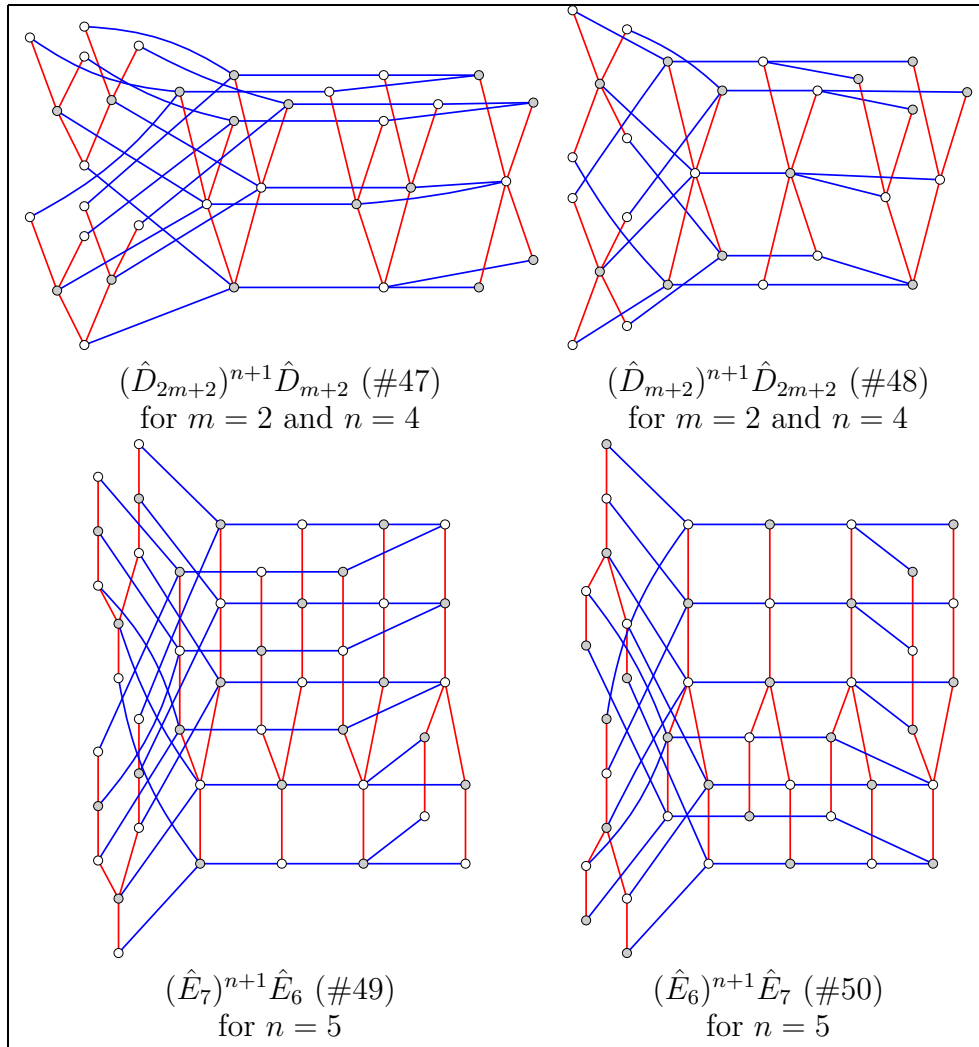 $(\hat{D}_{2m+2})^{n+1}\hat{D}_{m+2}$ (#47)
for $m = 2$ and $n = 4$
$(\hat{D}_{m+2})^{n+1}\hat{D}_{2m+2}$ (#48)
for $m = 2$ and $n = 4$
$(\hat{E}_7)^{n+1}\hat{E}_6$ (#49)
for $n = 5$
$(\hat{E}_6)^{n+1}\hat{E}_7$ (#50)
for $n = 5$